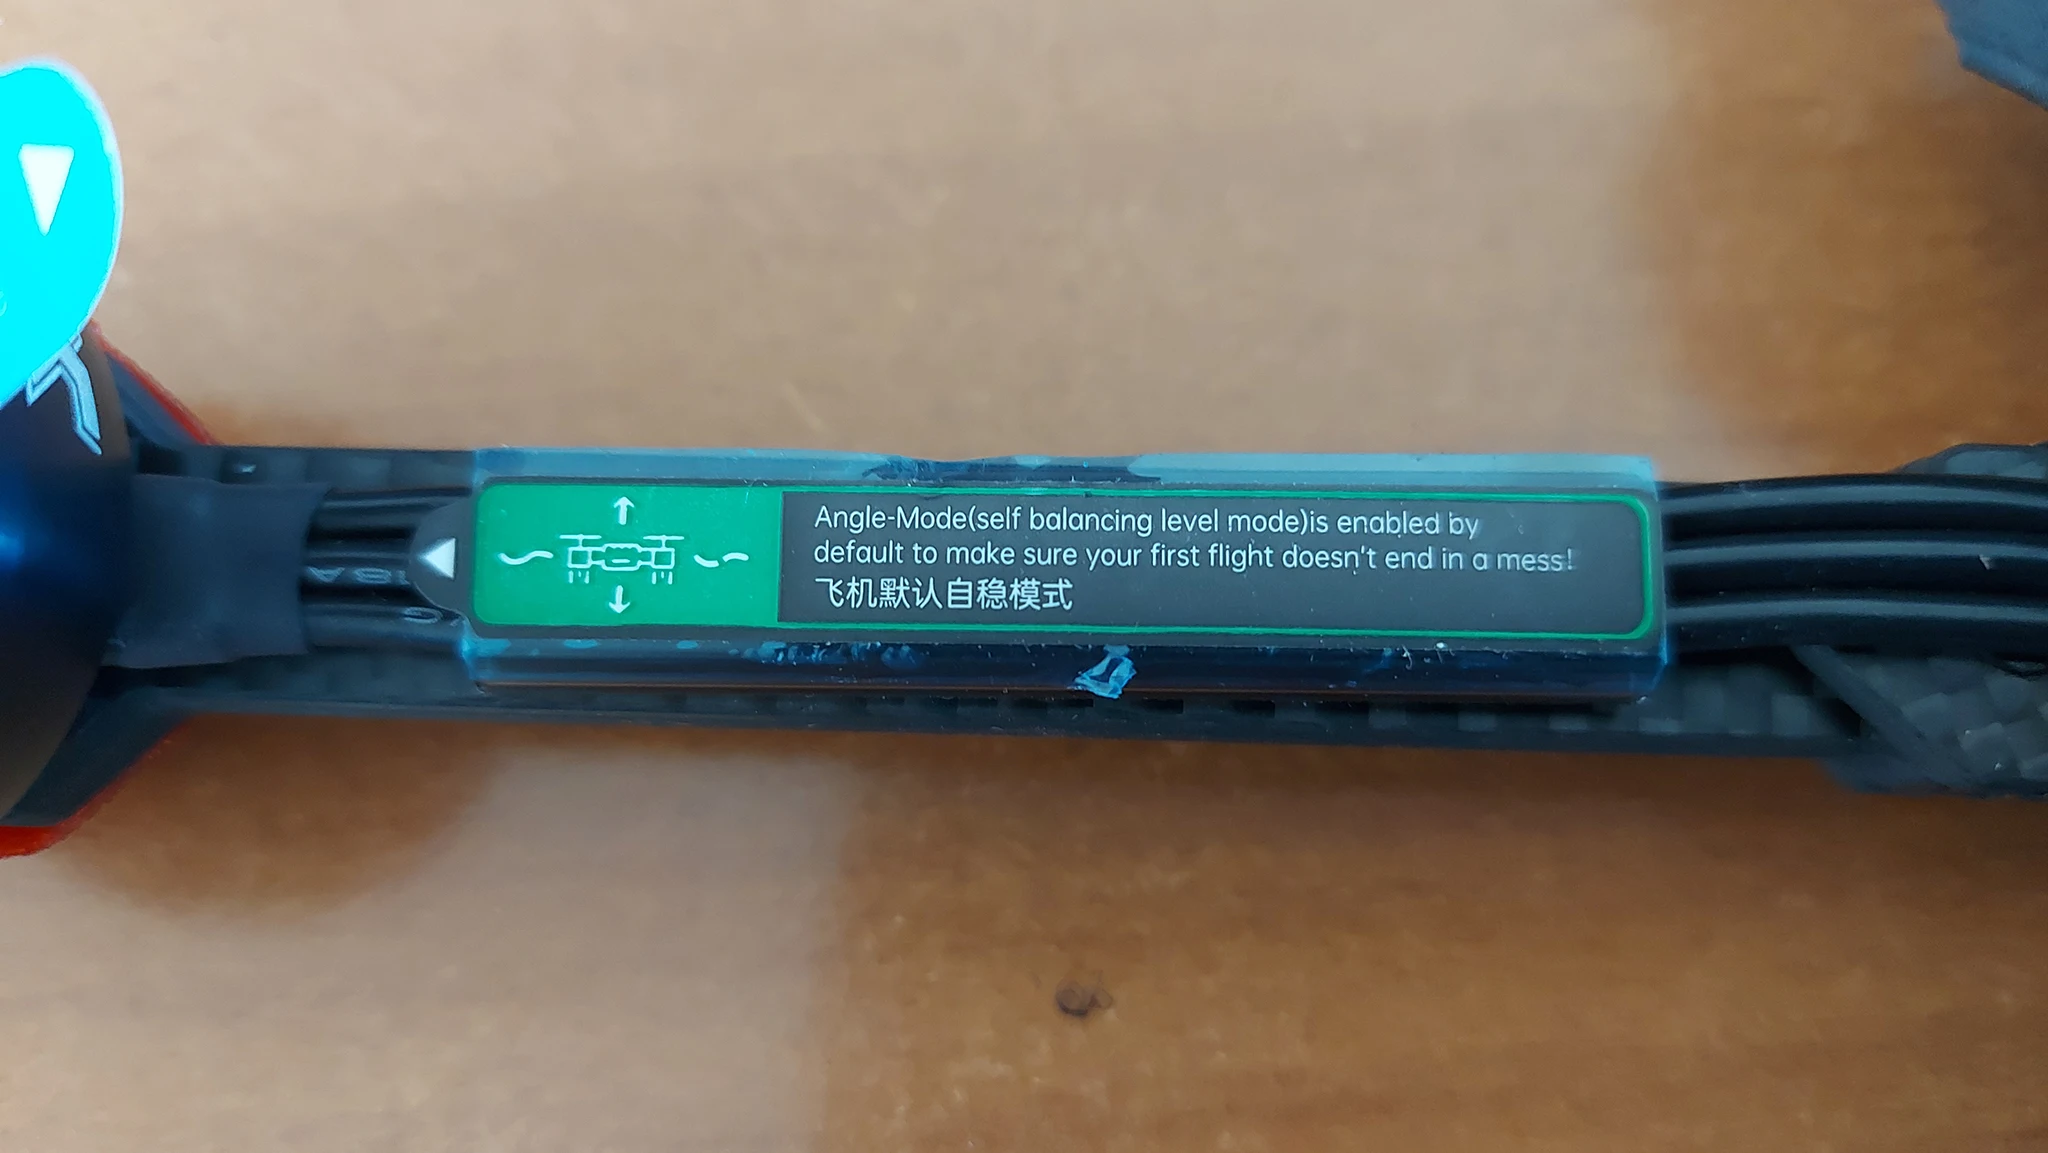 Angle-Mode(self balancing level mode)is enabled by
default to make sure your first flight doesn't end in a mess!
飞机默认自稳模式